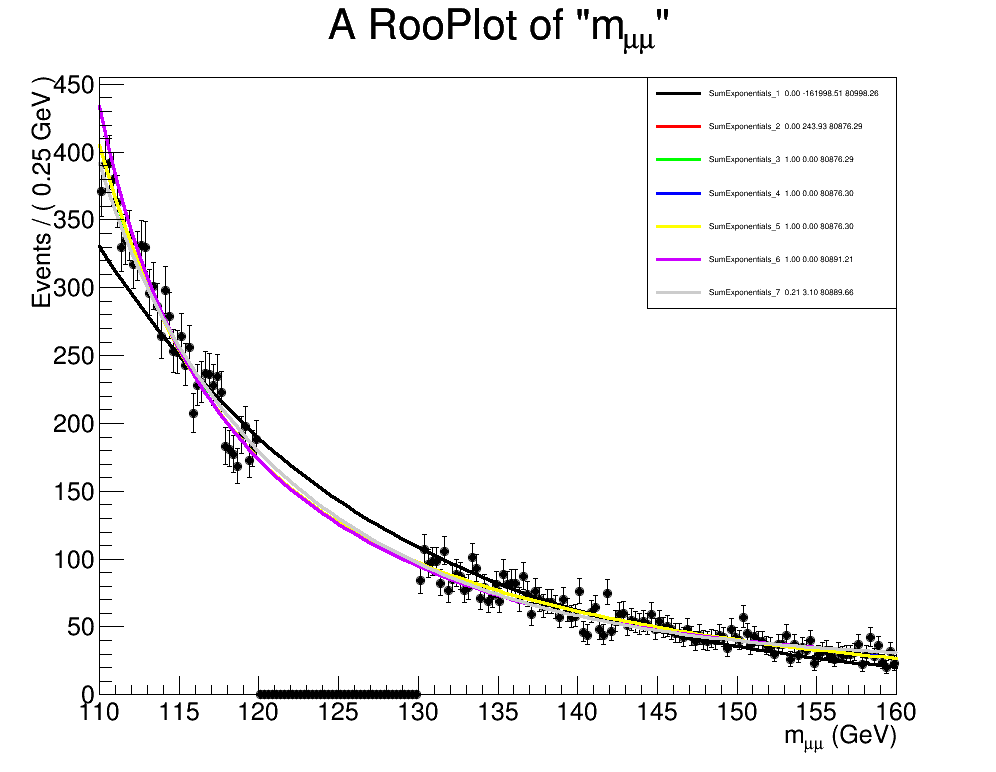 A RooPlot of "mμμ"
Events / ( 0.25 GeV )
450
400
350
300
250
200
150
100
50
0
SumExponentials_1 0.00 -161998.51 80998.26
SumExponentials_2 0.00 243.93 80876.29
SumExponentials_3 1.00 0.00 80876.29
SumExponentials_4 1.00 0.00 80876.30
SumExponentials_5 1.00 0.00 80876.30
SumExponentials_6 1.00 0.00 80891.21
SumExponentials_7 0.21 3.10 80889.66
110 115 120 125 130 135 140 145 150 155 160
mμμ (GeV)